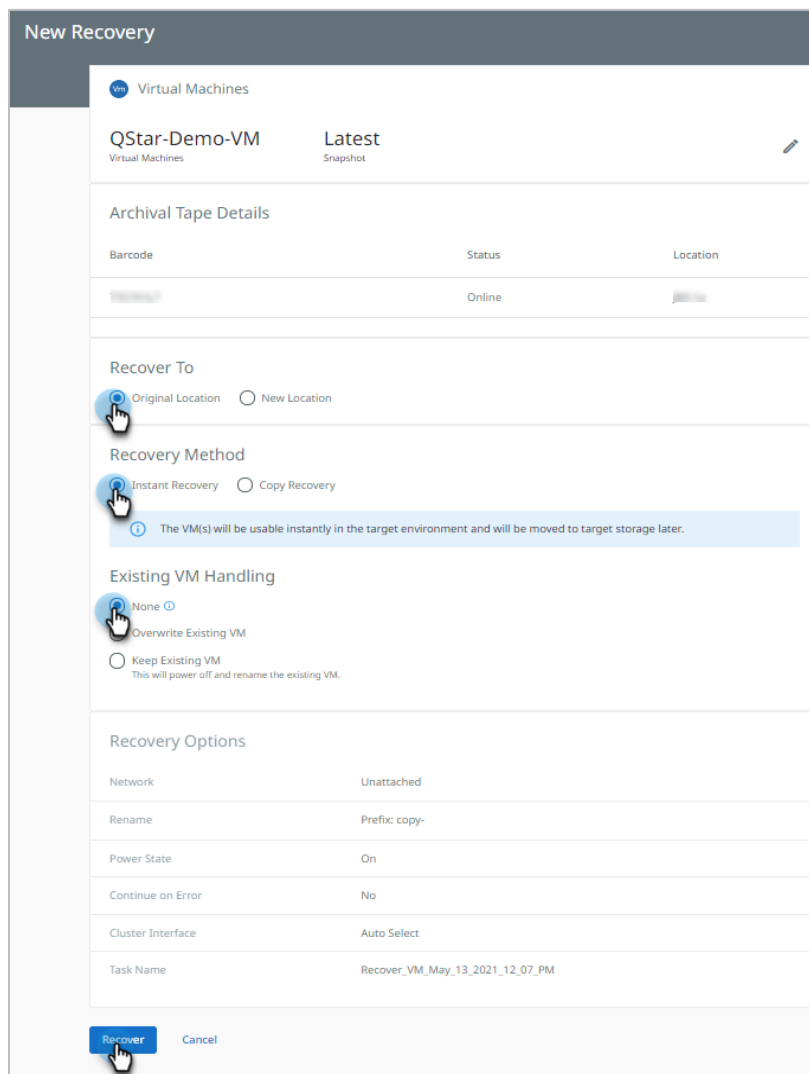 New Recovery
Vm Virtual Machines
QStar-Demo-VM Latest
Virtual Machines Snapshot
Archival Tape Details
Barcode Status Location
Online
Recover To
Original Location New Location
Recovery Method
Instant Recovery Copy Recovery
The VM(s) will be usable instantly in the target environment and will be moved to target storage later.
Existing VM Handling
None
Overwrite Existing VM
Keep Existing VM
This will power off and rename the existing VM.
Recovery Options
Network Unattached
Rename Prefix: copy-
Power State On
Continue on Error No
Cluster Interface Auto Select
Task Name Recover_VM_May_13_2021_12_07_PM
Recover Cancel